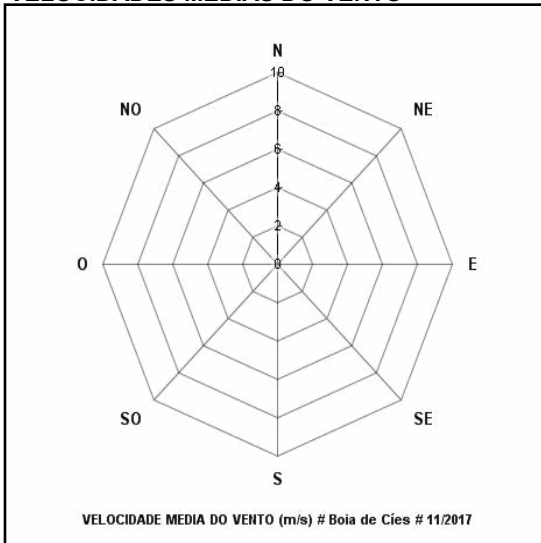 N
10
NO
NE
8
6
4
2
O
0
E
SO
SE
S
VELOCIDADE MEDIA DO VENTO (m/s) # Boia de Cíes # 11/2017